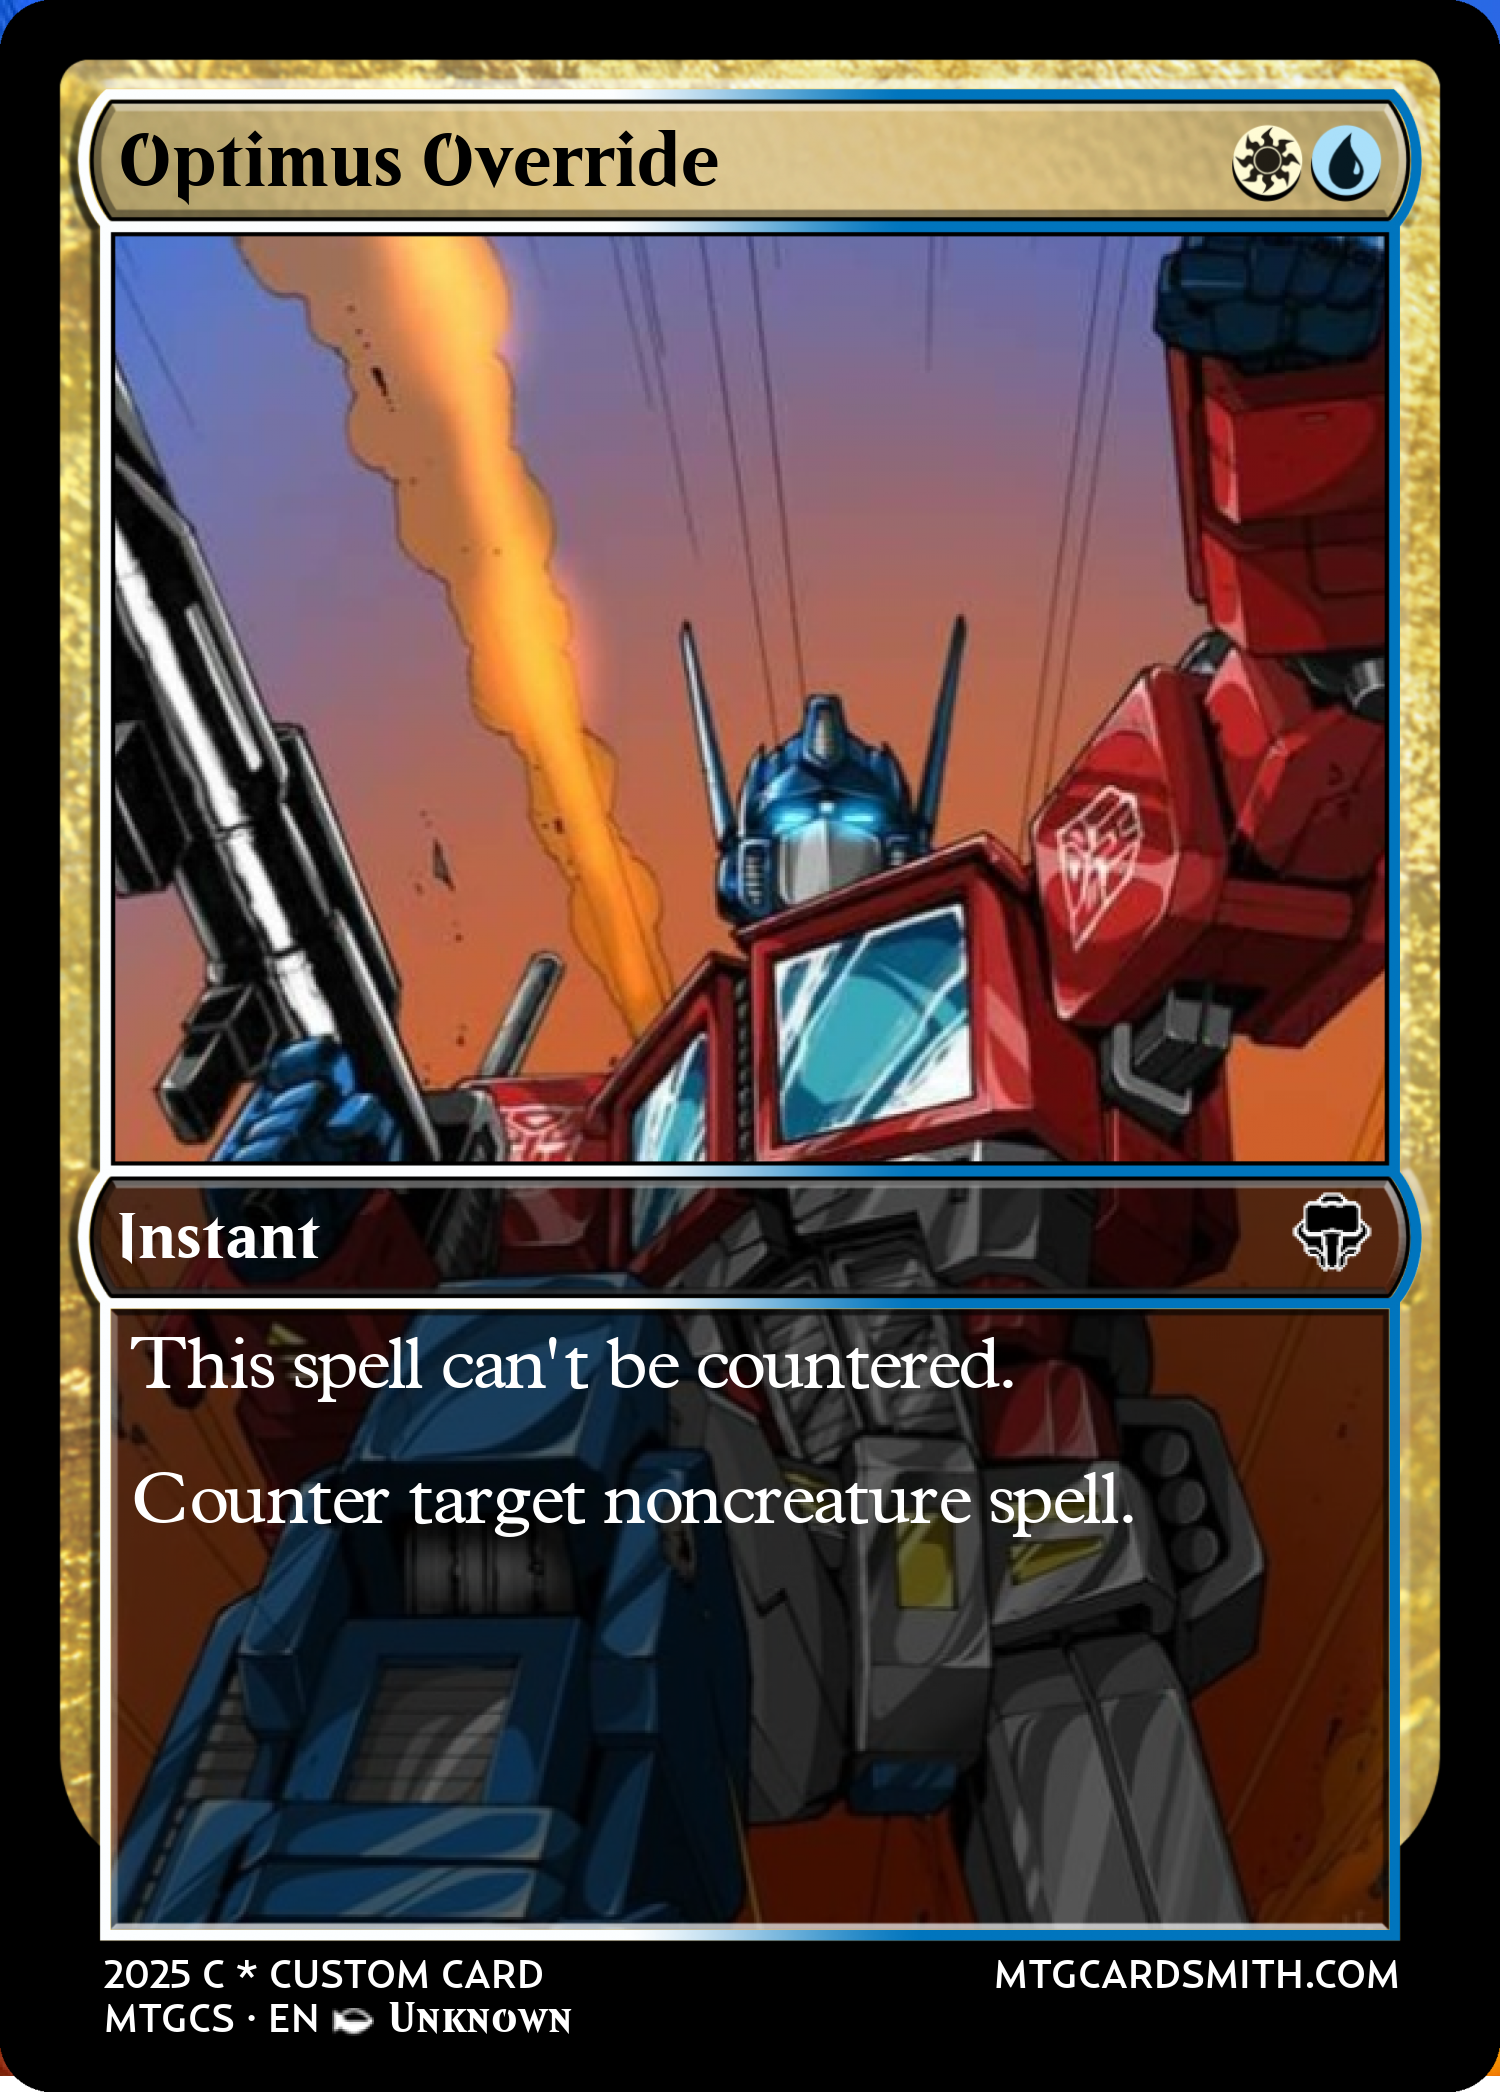 Optimus Override
Instant
This spell can't be countered.
Counter target noncreature spell.
2025 C * CUSTOM CARD
MTGCARDSMITH.COM
MTGCS · EN UNKNOWN